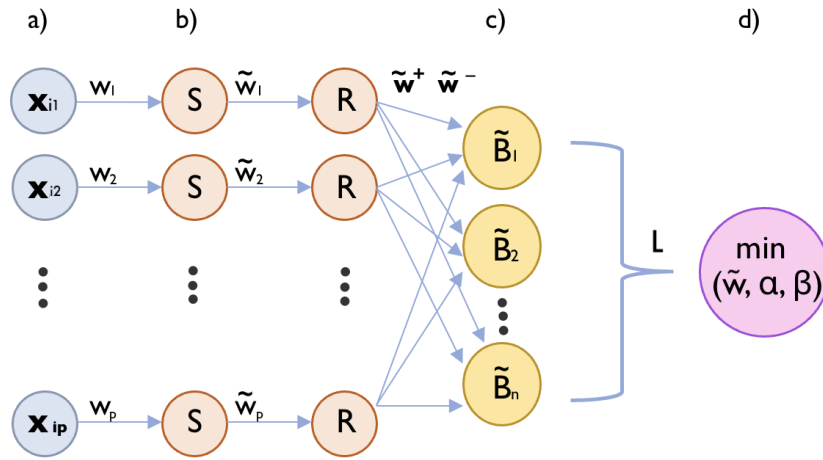 a) b) c) d)
x_i1 w_1 S w̃_1 R w̃⁺ w̃⁻ B̃_1
x_i2 w_2 S w̃_2 R B̃_2
L
min
(w̃, α, β)
x_ip w_p S w̃_p R B̃_n